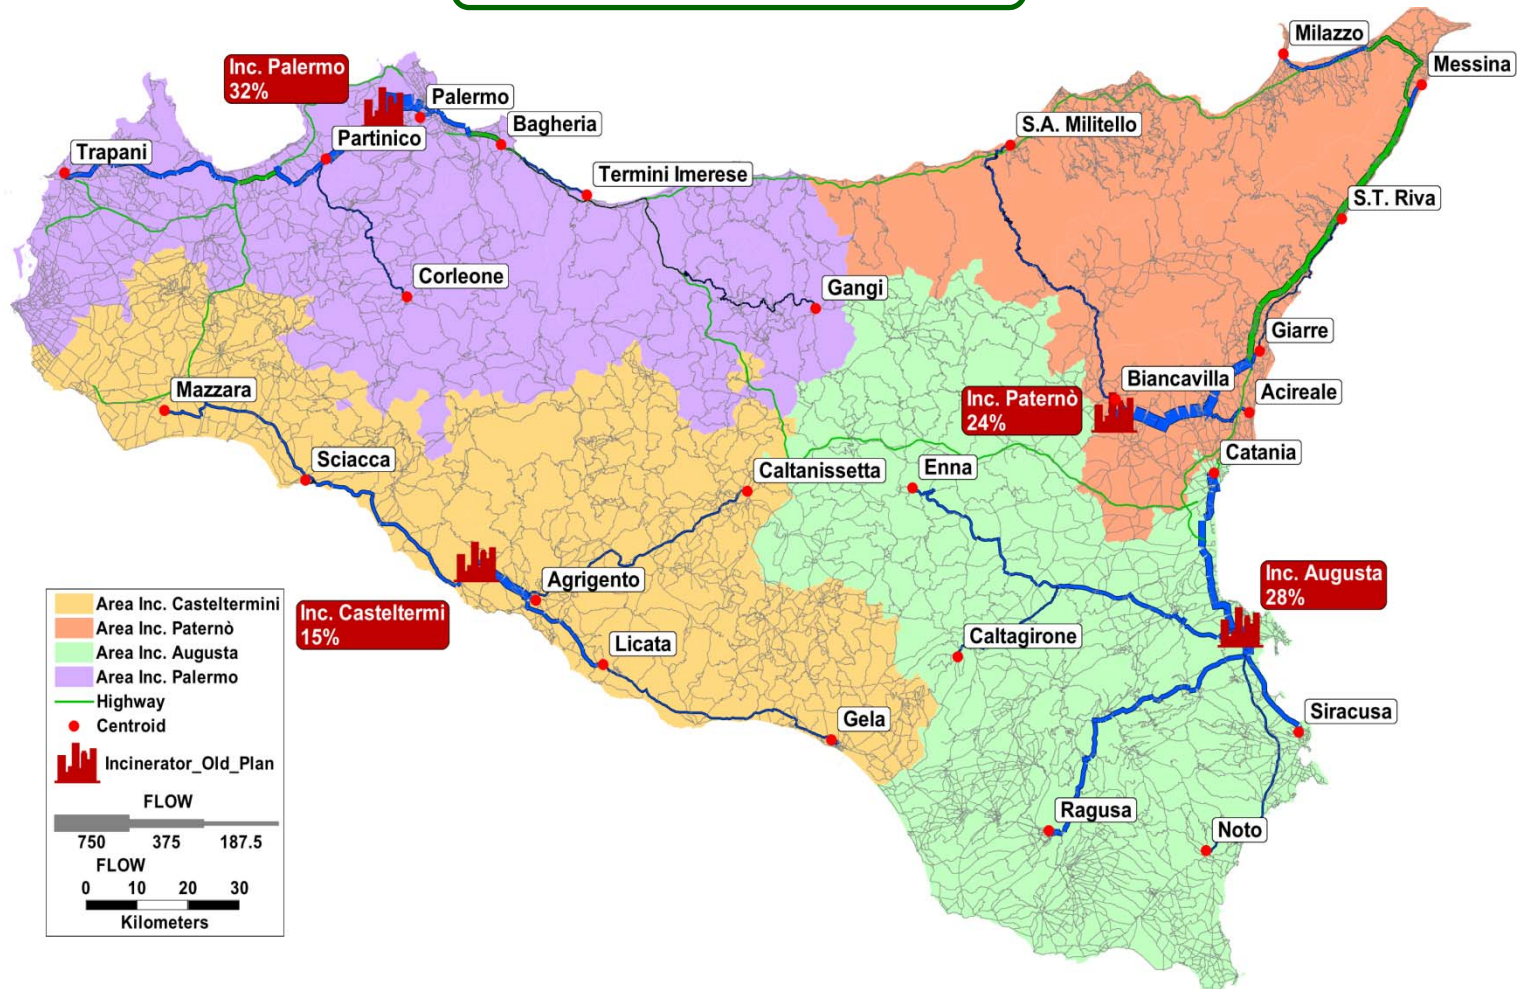 Milazzo
Messina
Inc. Palermo
32%
Palermo
Bagheria
S.A. Militello
Partinico
Trapani
Termini Imerese
S.T. Riva
Corleone
Gangi
Giarre
Biancavilla
Acireale
Mazzara
Inc. Paternò
24%
Sciacca
Caltanissetta
Enna
Catania
Agrigento
Inc. Augusta
28%
Inc. Casteltermi
15%
Licata
Caltagirone
Gela
Siracusa
Ragusa
Noto
Area Inc. Casteltermini
Area Inc. Paternò
Area Inc. Augusta
Area Inc. Palermo
Highway
Centroid
Incinerator_Old_Plan
FLOW
750 375 187.5
FLOW
0 10 20 30
Kilometers